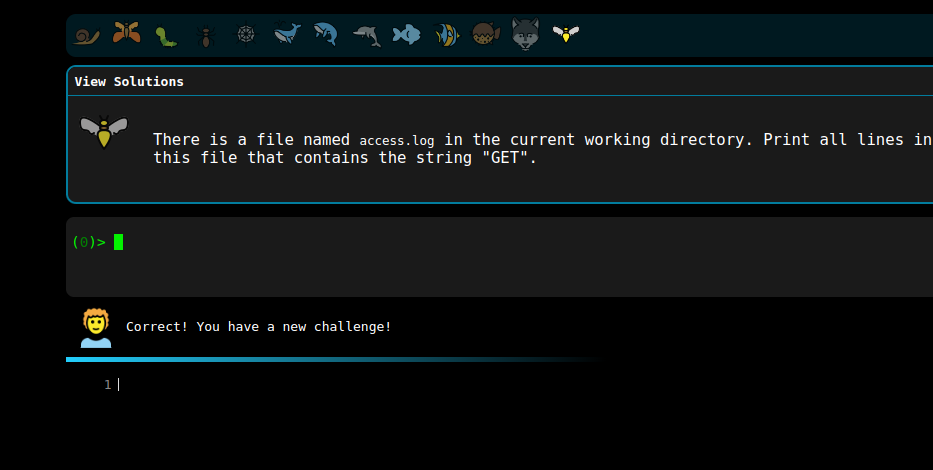 View Solutions
There is a file named access.log in the current working directory. Print all lines in
this file that contains the string "GET".
(0)>
Correct! You have a new challenge!
1